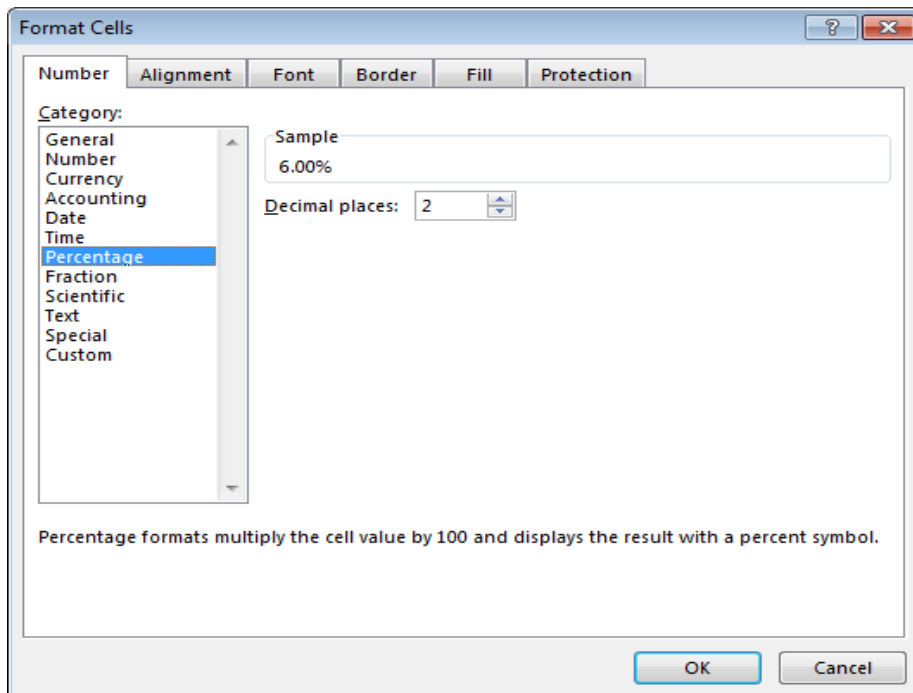 Format Cells
Number Alignment Font Border Fill Protection
Category:
General
Number
Currency
Accounting
Date
Time
Percentage
Fraction
Scientific
Text
Special
Custom
Sample
6.00%
Decimal places: 2
Percentage formats multiply the cell value by 100 and displays the result with a percent symbol.
OK Cancel